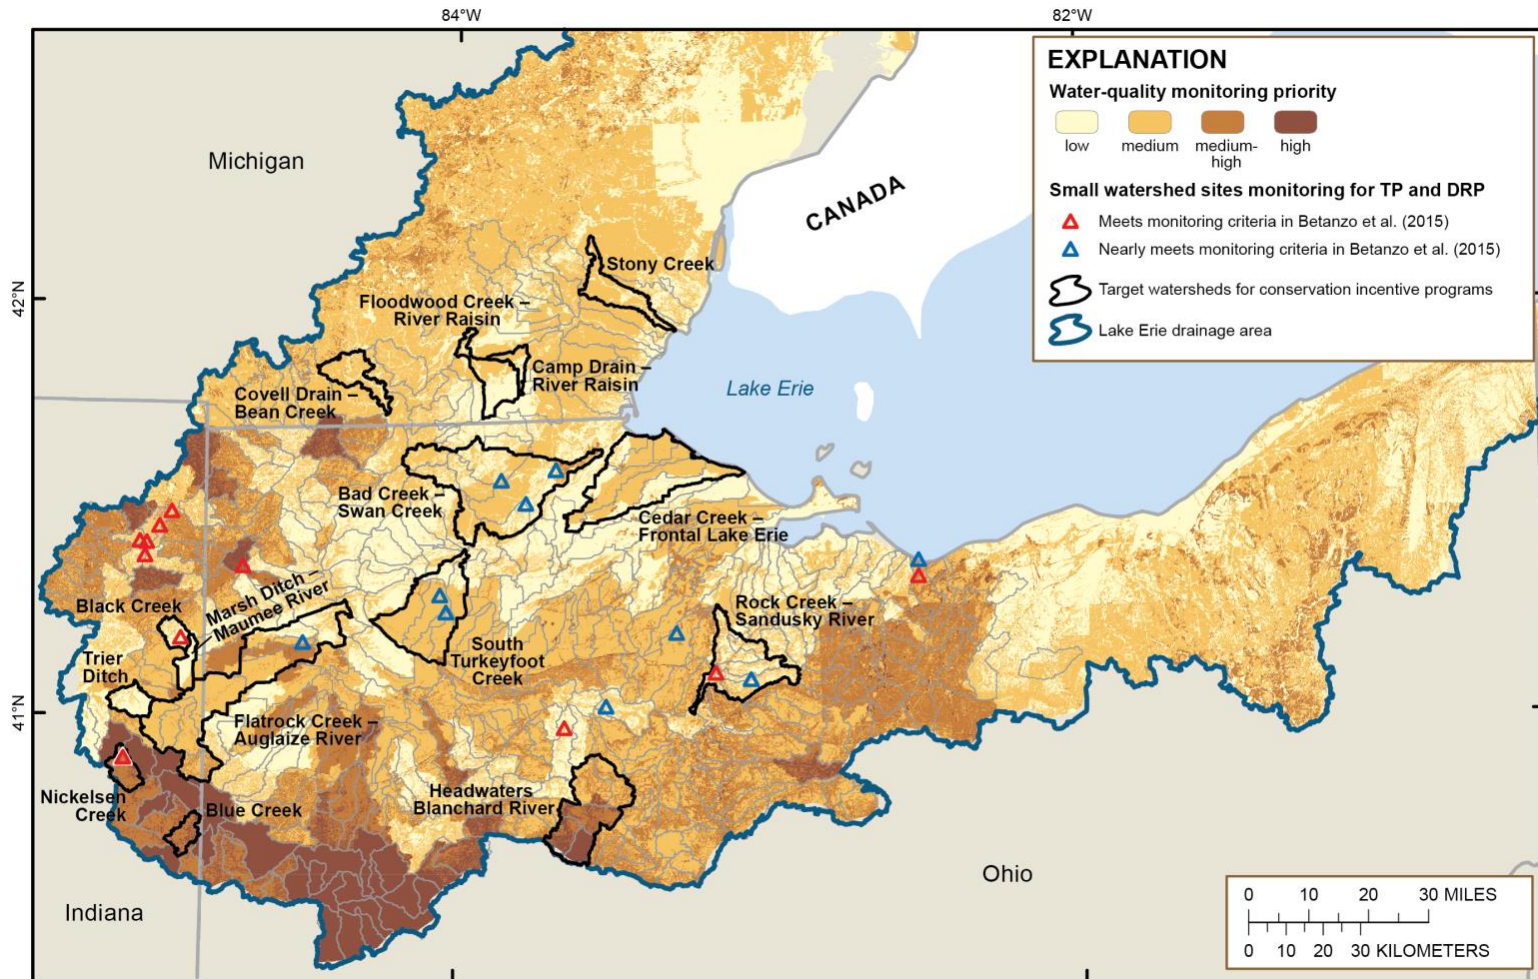 84°W
82°W
EXPLANATION
Water-quality monitoring priority
low
medium
medium-
high
high
Small watershed sites monitoring for TP and DRP
Meets monitoring criteria in Betanzo et al. (2015)
Nearly meets monitoring criteria in Betanzo et al. (2015)
Target watersheds for conservation incentive programs
Lake Erie drainage area
Michigan
CANADA
42°N
Stony Creek
Floodwood Creek –
River Raisin
Camp Drain –
River Raisin
Covell Drain –
Bean Creek
Lake Erie
Bad Creek –
Swan Creek
Cedar Creek –
Frontal Lake Erie
Black Creek
Marsh Ditch –
Maumee River
Rock Creek –
Sandusky River
Trier
Ditch
South
Turkeyfoot
Creek
41°N
Flatrock Creek –
Auglaize River
Nickelsen
Creek
Blue Creek
Headwaters
Blanchard River
Ohio
Indiana
0 10 20 30 MILES
0 10 20 30 KILOMETERS